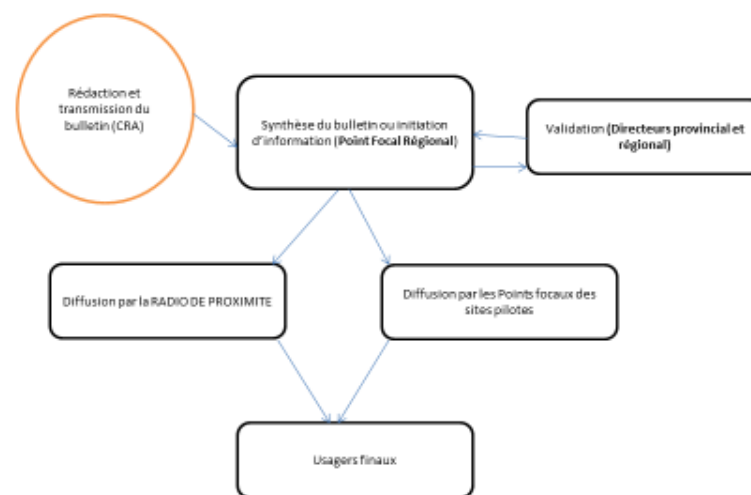 Rédaction et
transmission du
bulletin (CRA)
Synthèse du bulletin ou initiation
d'information (Point Focal Régional)
Validation (Directeurs provincial et
régional)
Diffusion par la RADIO DE PROXIMITE
Diffusion par les Points focaux des
sites pilotes
Usagers finaux